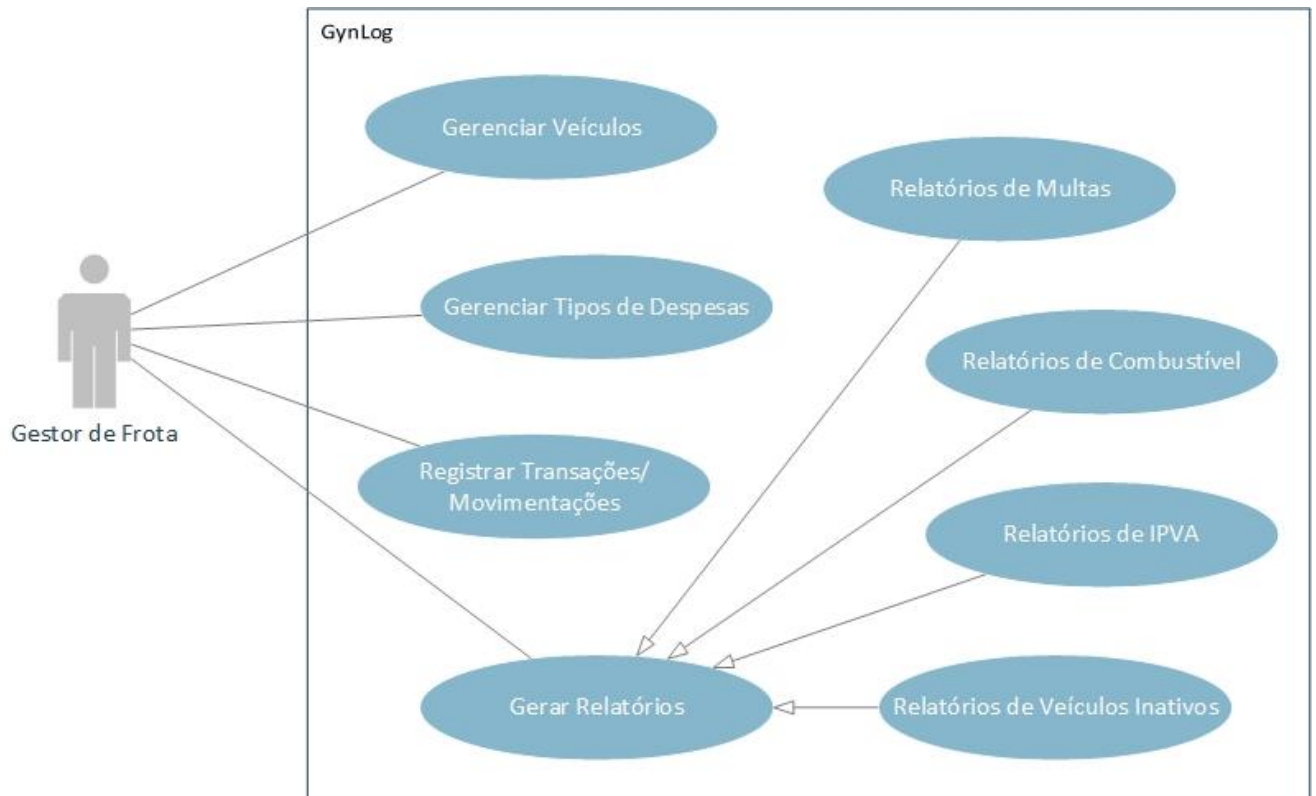 GynLog
Gerenciar Veículos
Relatórios de Multas
Gerenciar Tipos de Despesas
Relatórios de Combustível
Gestor de Frota
Registrar Transações/
Movimentações
Relatórios de IPVA
Gerar Relatórios
Relatórios de Veículos Inativos